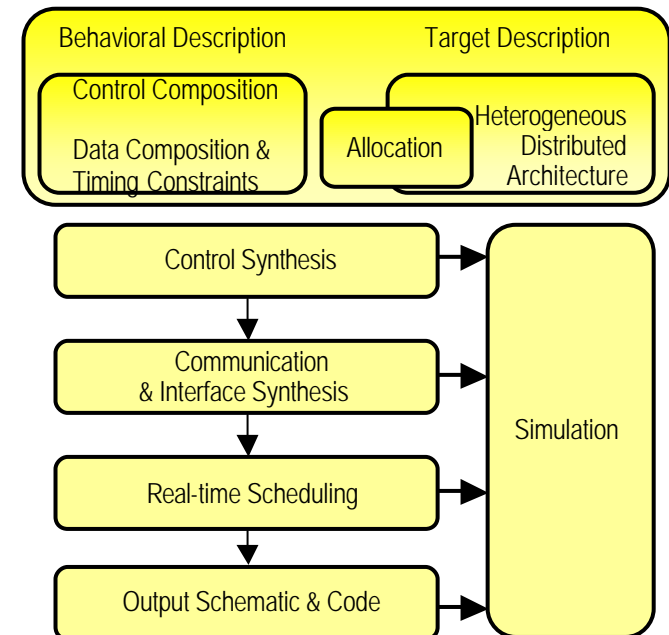 Behavioral Description
Target Description
Control Composition
Data Composition &
Timing Constraints
Allocation
Heterogeneous
Distributed
Architecture
Control Synthesis
Communication
& Interface Synthesis
Real-time Scheduling
Output Schematic & Code
Simulation